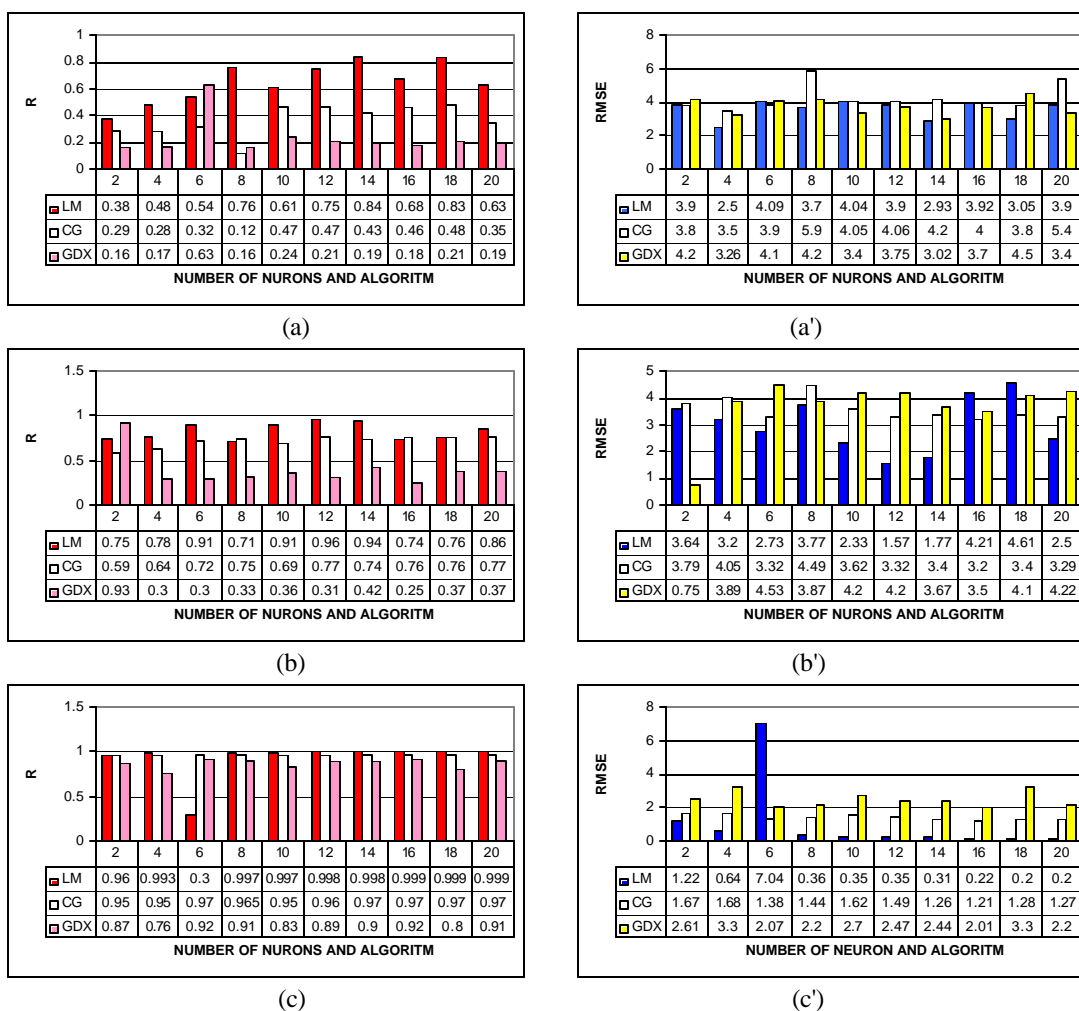 1
0.8
0.6
0.4
0.2
0
R
2 4 6 8 10 12 14 16 18 20
LM 0.38 0.48 0.54 0.76 0.61 0.75 0.84 0.68 0.83 0.63
CG 0.29 0.28 0.32 0.12 0.47 0.47 0.43 0.46 0.48 0.35
GDX 0.16 0.17 0.63 0.16 0.24 0.21 0.19 0.18 0.21 0.19
NUMBER OF NURONS AND ALGORITM
(a)
8
6
4
2
0
RMSE
2 4 6 8 10 12 14 16 18 20
LM 3.9 2.5 4.09 3.7 4.04 3.9 2.93 3.92 3.05 3.9
CG 3.8 3.5 3.9 5.9 4.05 4.06 4.2 4 3.8 5.4
GDX 4.2 3.26 4.1 4.2 3.4 3.75 3.02 3.7 4.5 3.4
NUMBER OF NURONS AND ALGORITM
(a')
1.5
1
0.5
0
R
2 4 6 8 10 12 14 16 18 20
LM 0.75 0.78 0.91 0.71 0.91 0.96 0.94 0.74 0.76 0.86
CG 0.59 0.64 0.72 0.75 0.69 0.77 0.74 0.76 0.76 0.77
GDX 0.93 0.3 0.3 0.33 0.36 0.31 0.42 0.25 0.37 0.37
NUMBER OF NURONS AND ALGORITM
(b)
5
4
3
2
1
0
RMSE
2 4 6 8 10 12 14 16 18 20
LM 3.64 3.2 2.73 3.77 2.33 1.57 1.77 4.21 4.61 2.5
CG 3.79 4.05 3.32 4.49 3.62 3.32 3.4 3.2 3.4 3.29
GDX 0.75 3.89 4.53 3.87 4.2 4.2 3.67 3.5 4.1 4.22
NUMBER OF NURONS AND ALGORITM
(b')
1.5
1
0.5
0
R
2 4 6 8 10 12 14 16 18 20
LM 0.96 0.993 0.3 0.997 0.997 0.998 0.998 0.999 0.999 0.999
CG 0.95 0.95 0.97 0.965 0.95 0.96 0.97 0.97 0.97 0.97
GDX 0.87 0.76 0.92 0.91 0.83 0.89 0.9 0.92 0.8 0.91
NUMBER OF NURONS AND ALGORITM
(c)
8
6
4
2
0
RMSE
2 4 6 8 10 12 14 16 18 20
LM 1.22 0.64 7.04 0.36 0.35 0.35 0.31 0.22 0.2 0.2
CG 1.67 1.68 1.38 1.44 1.62 1.49 1.26 1.21 1.28 1.27
GDX 2.61 3.3 2.07 2.2 2.7 2.47 2.44 2.01 3.3 2.2
NUMBER OF NEURON AND ALGORITM
(c')